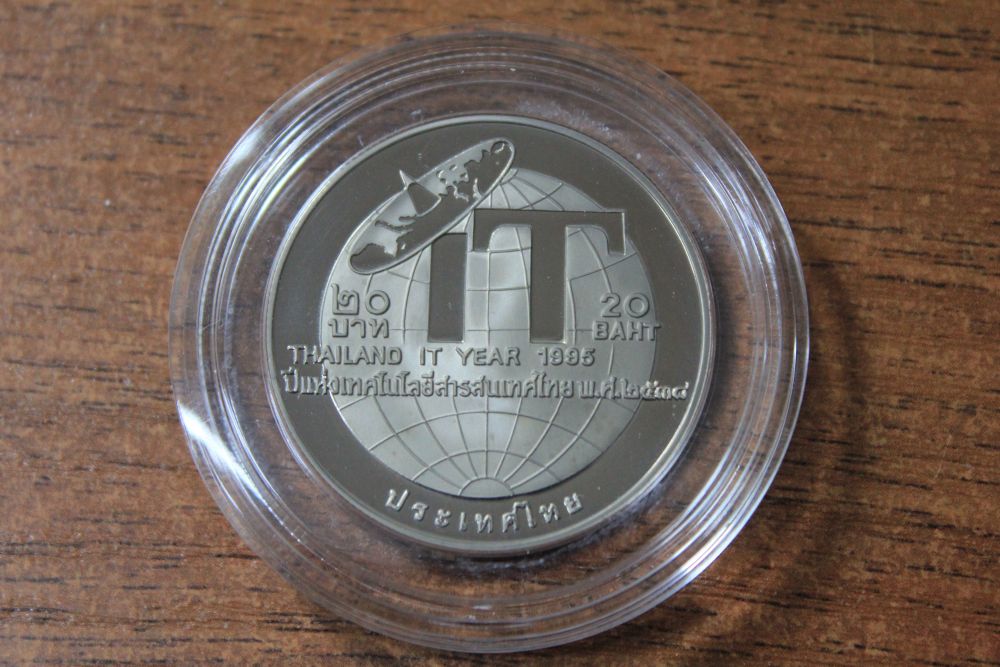 IT
๒๐
บาท
20
BAHT
THAILAND IT YEAR 1995
ปีแห่งเทคโนโลยีสารสนเทศไทย พ.ศ.๒๕๓๘
ประเทศไทย